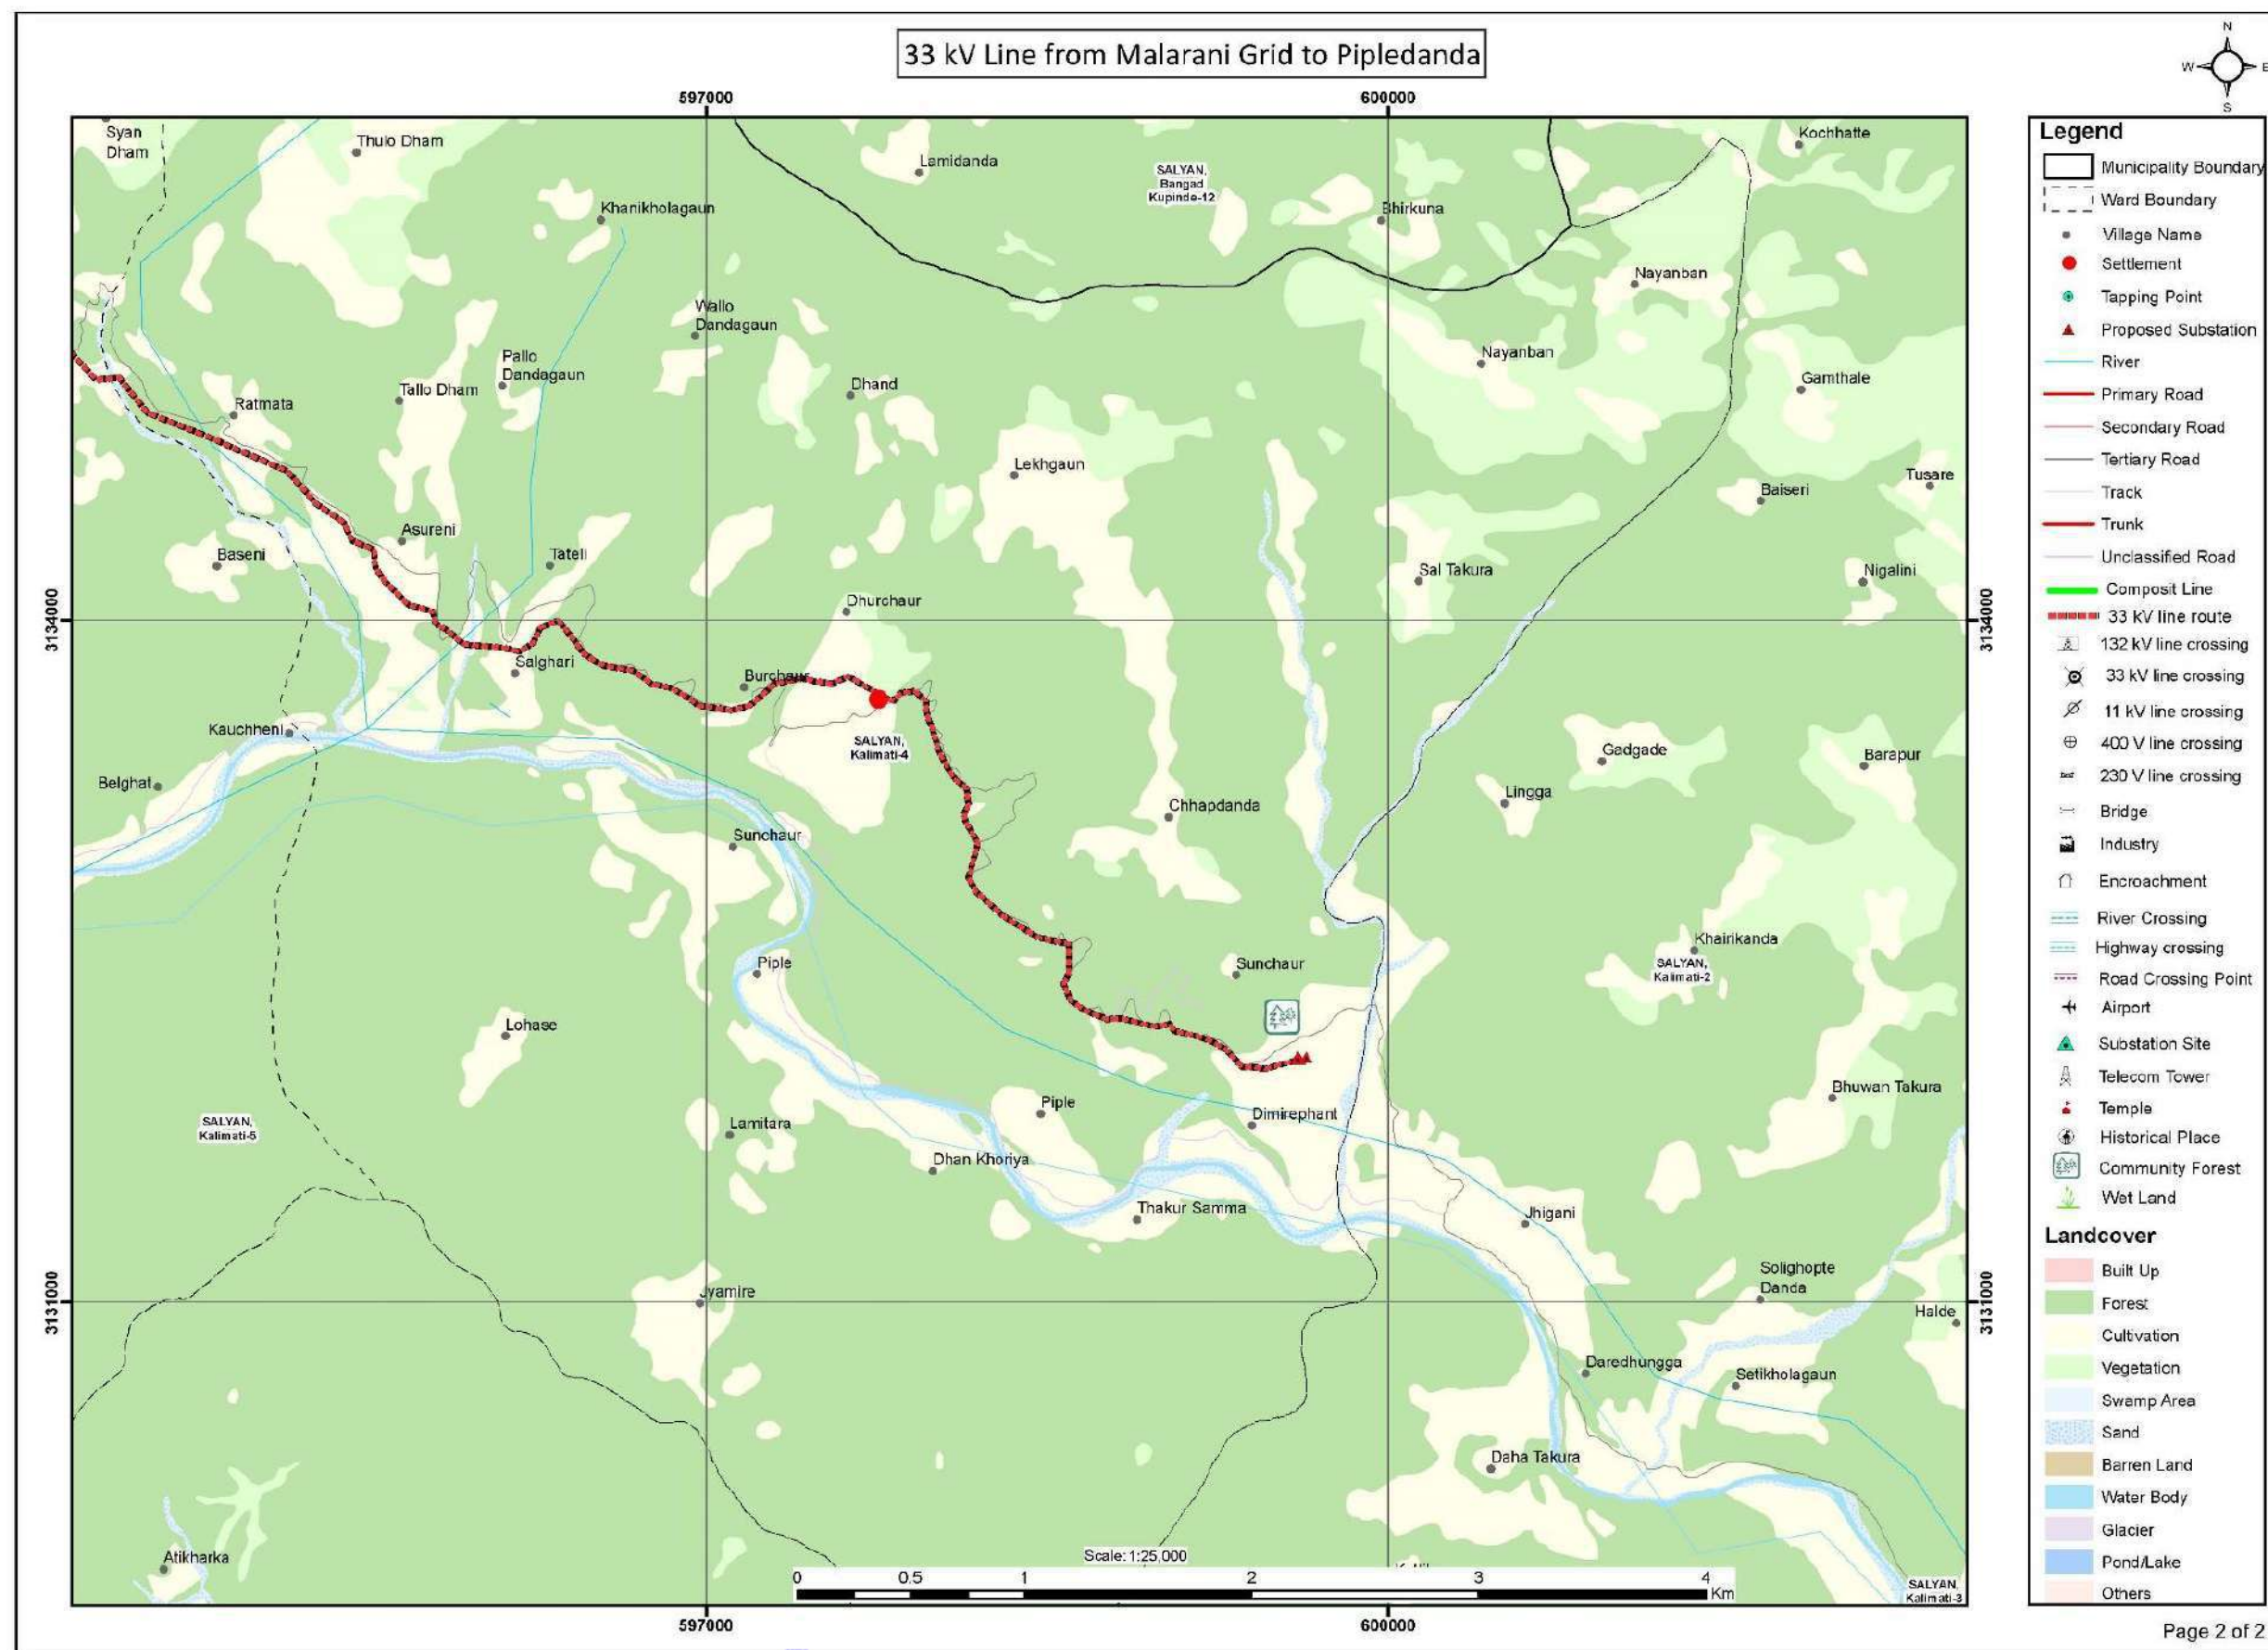 33 kV Line from Malarani Grid to Pipledanda
N
W
E
S
597000
600000
Syan
Dham
Thulo Dham
Lamidanda
SALYAN,
Bangad
Kupinde-12
Kochhatte
Khanikholagaun
Bhirkuna
Nayanban
Wallo
Dandagaun
Nayanban
Pallo
Dandagaun
Tallo Dham
Dhand
Gamthale
Ratmata
Lekhgaun
Tusare
Baiseri
Asureni
Baseni
Tateli
Sal Takura
Nigalini
3134000
3134000
Dhurchaur
Salghari
Burchaur
Kauchheni
SALYAN,
Kalimati-4
Gadgade
Barapur
Belghat
Lingga
Chhapdanda
Sunchaur
Khairikanda
SALYAN,
Kalimati-2
Piple
Sunchaur
Lohase
Bhuwan Takura
SALYAN,
Kalimati-5
Piple
Lamitara
Dimirephant
Dhan Khoriya
Thakur Samma
Jhigani
Solighopte
Danda
Jyamire
Halde
3131000
3131000
Daredhungga
Setikholagaun
Daha Takura
Atikharka
Scale: 1:25,000
0 0.5 1 2 3 4
Km
SALYAN,
Kalimati-3
597000
600000
Legend
Municipality Boundary
Ward Boundary
Village Name
Settlement
Tapping Point
Proposed Substation
River
Primary Road
Secondary Road
Tertiary Road
Track
Trunk
Unclassified Road
Composit Line
33 kV line route
132 kV line crossing
33 kV line crossing
11 kV line crossing
400 V line crossing
230 V line crossing
Bridge
Industry
Encroachment
River Crossing
Highway crossing
Road Crossing Point
Airport
Substation Site
Telecom Tower
Temple
Historical Place
Community Forest
Wet Land
Landcover
Built Up
Forest
Cultivation
Vegetation
Swamp Area
Sand
Barren Land
Water Body
Glacier
Pond/Lake
Others
Page 2 of 2